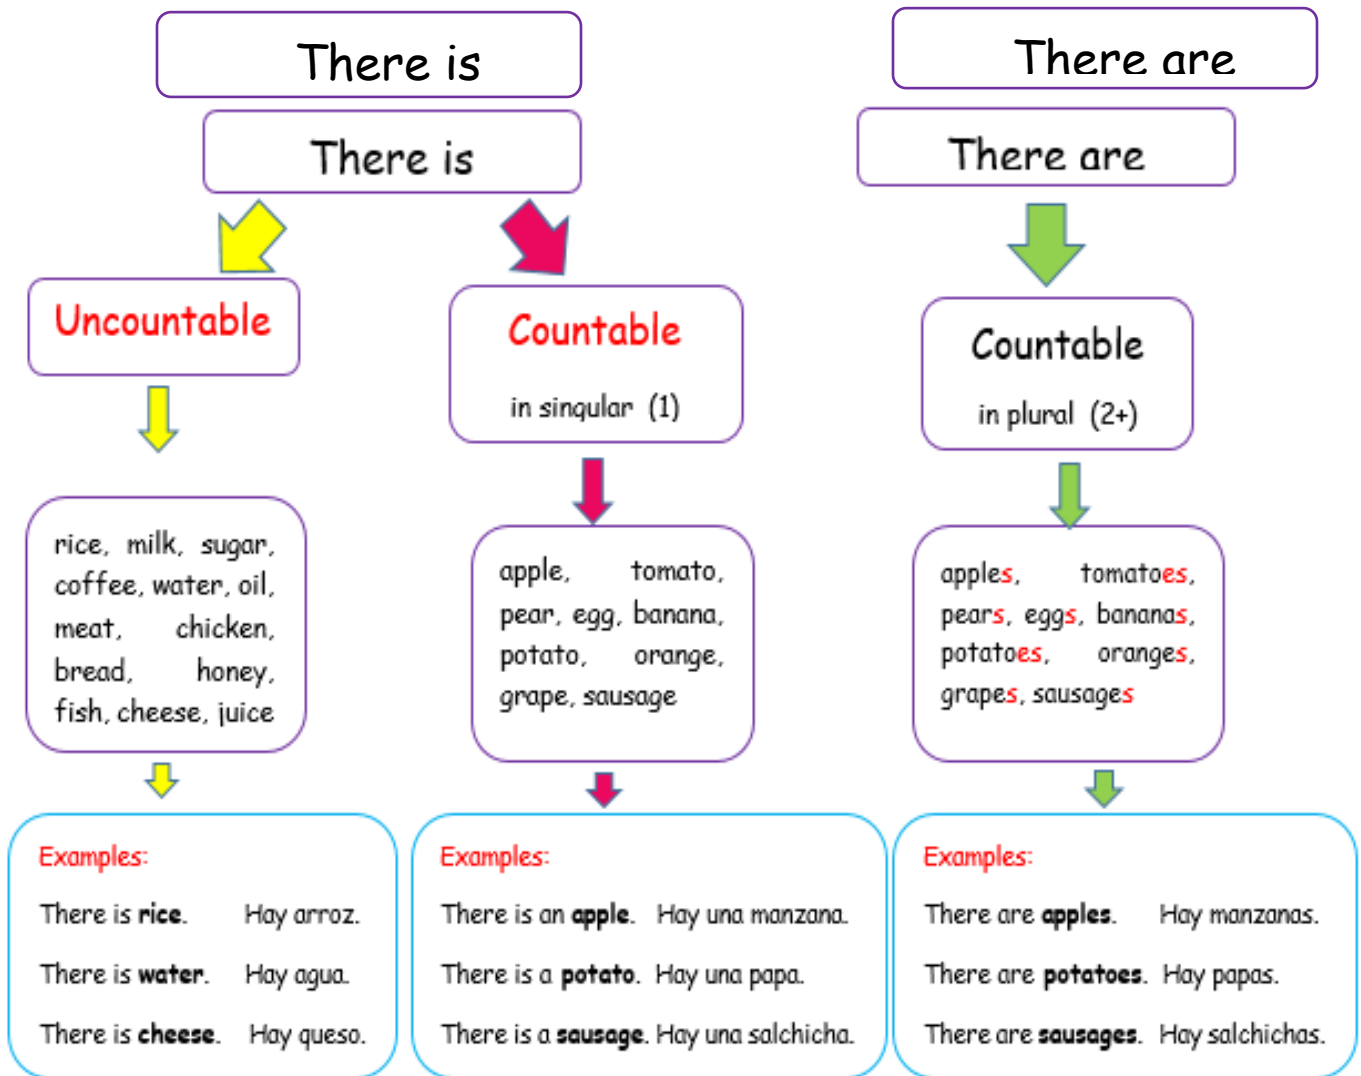 There is
There are
There is
There are
Uncountable
Countable
in singular (1)
Countable
in plural (2+)
rice, milk, sugar,
coffee, water, oil,
meat, chicken,
bread, honey,
fish, cheese, juice
apple, tomato,
pear, egg, banana,
potato, orange,
grape, sausage
apples, tomatoes,
pears, eggs, bananas,
potatoes, oranges,
grapes, sausages
Examples:
There is rice. Hay arroz.
There is water. Hay agua.
There is cheese. Hay queso.
Examples:
There is an apple. Hay una manzana.
There is a potato. Hay una papa.
There is a sausage. Hay una salchicha.
Examples:
There are apples. Hay manzanas.
There are potatoes. Hay papas.
There are sausages. Hay salchichas.